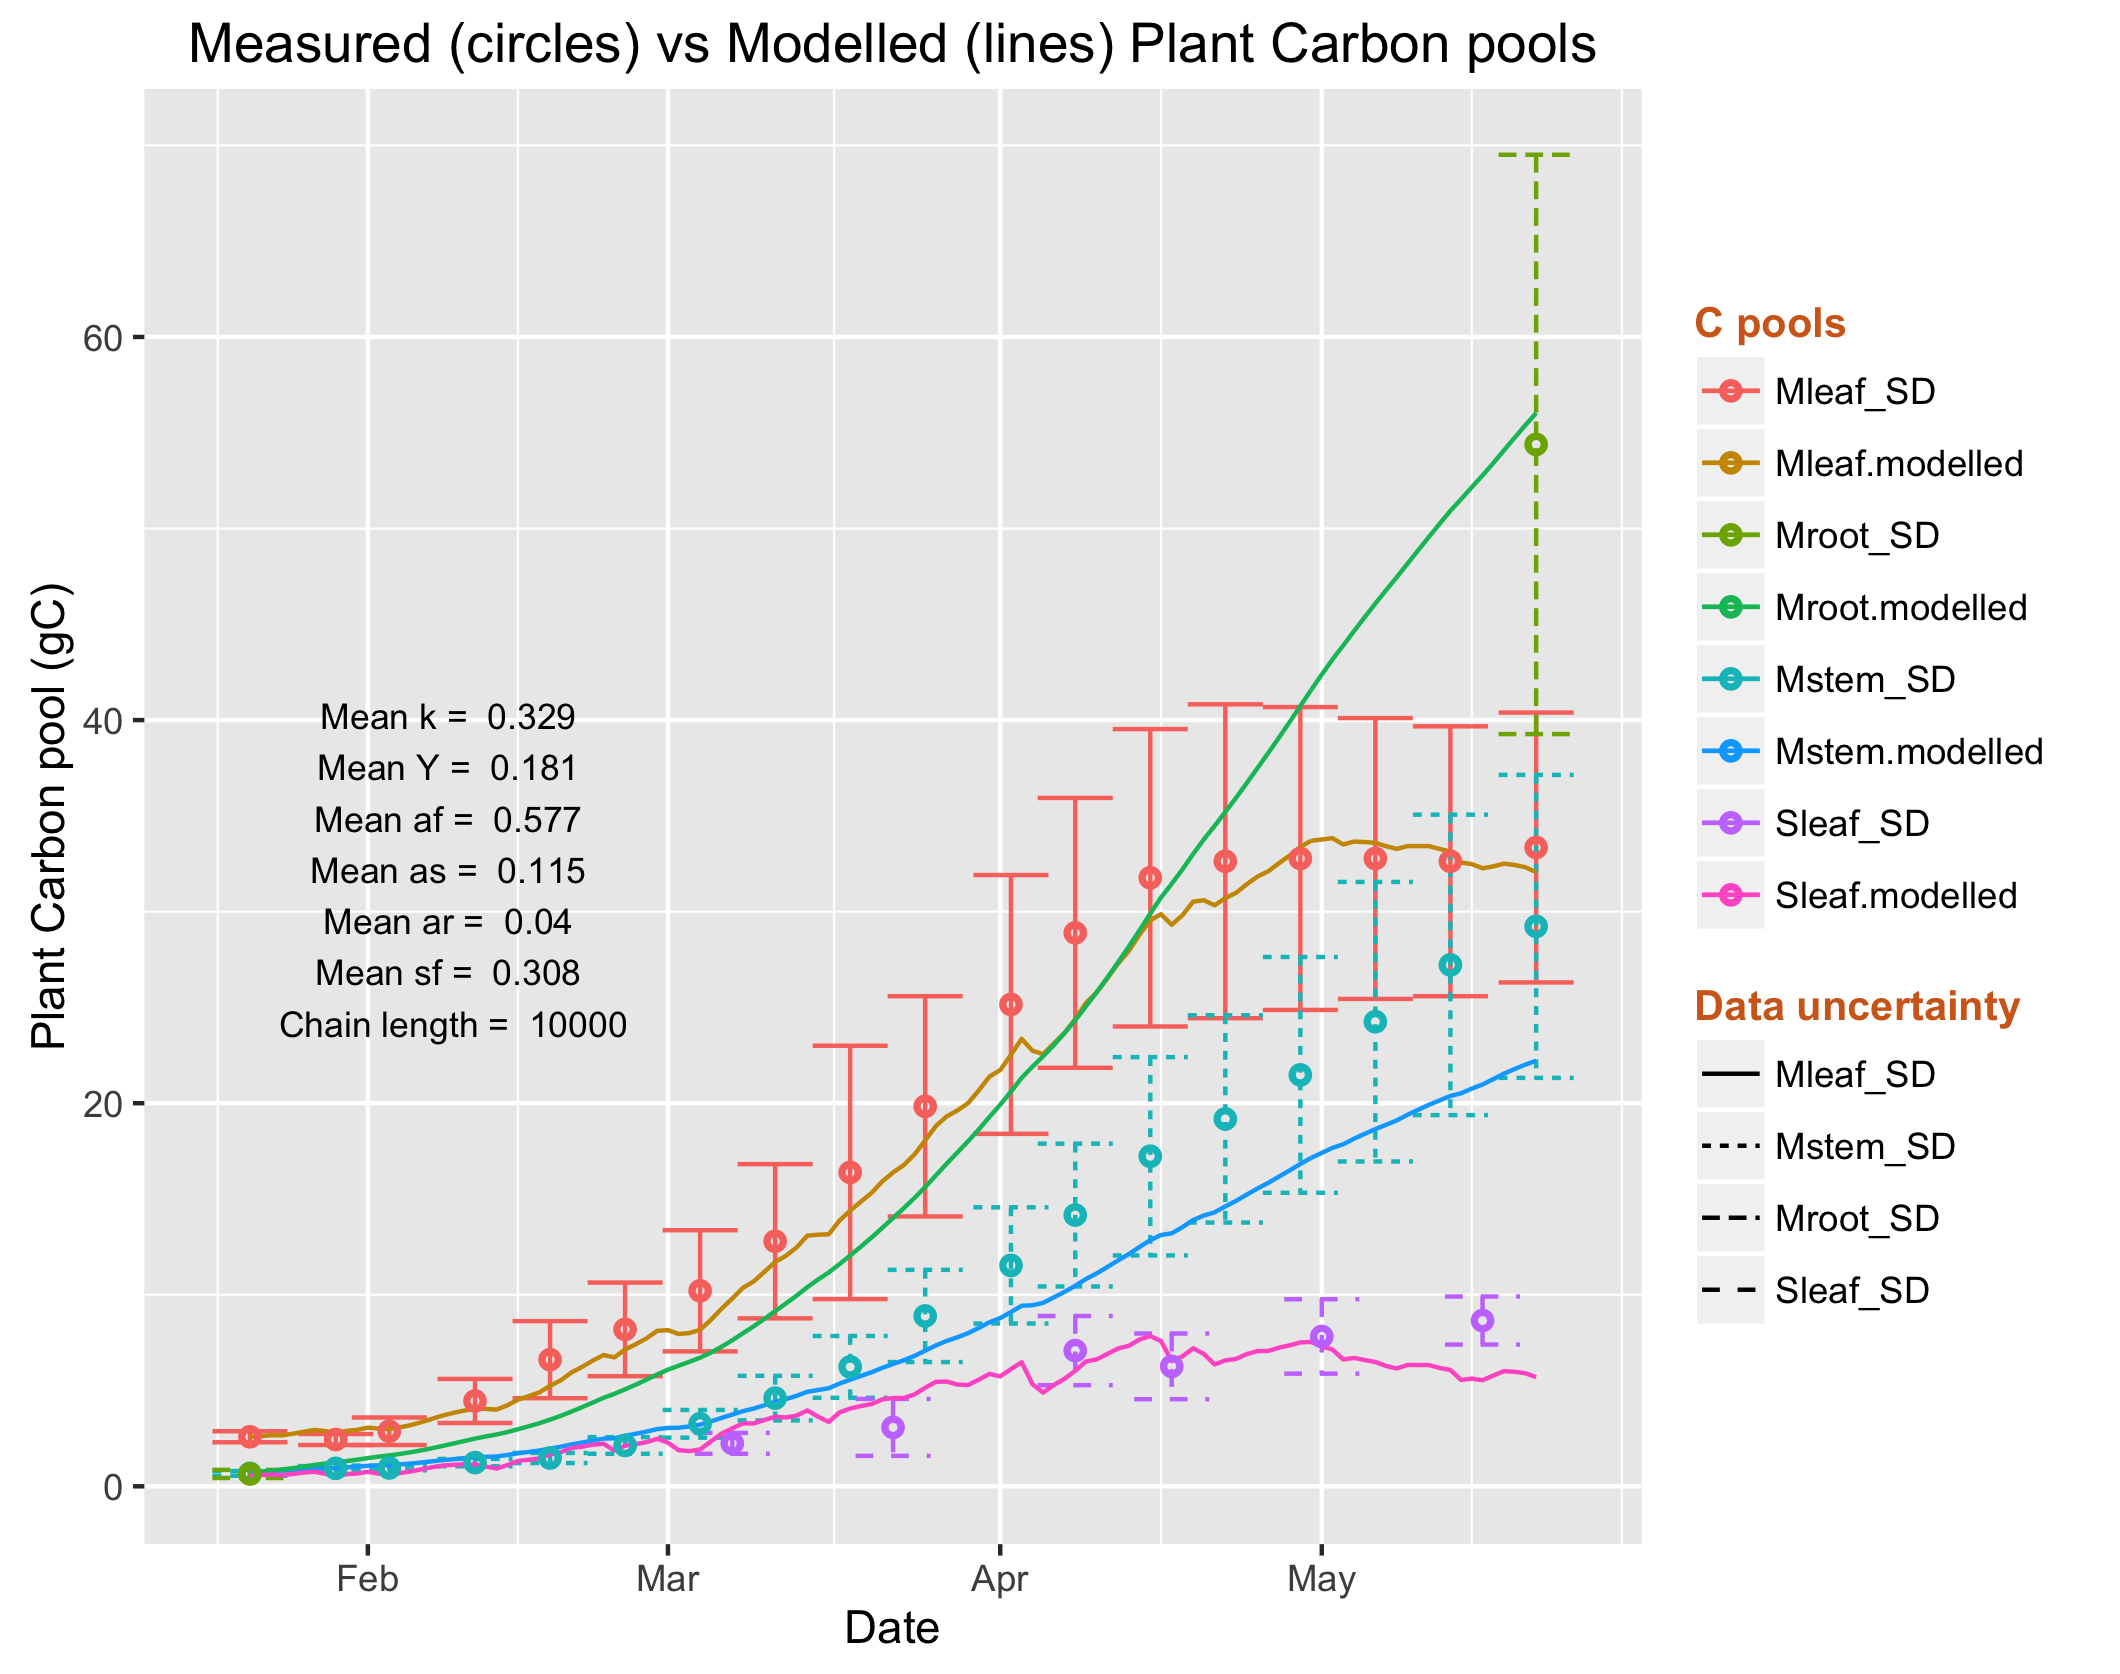 Measured (circles) vs Modelled (lines) Plant Carbon pools
Plant Carbon pool (gC)
60
40
20
0
Mean k = 0.329
Mean Y = 0.181
Mean af = 0.577
Mean as = 0.115
Mean ar = 0.04
Mean sf = 0.308
Chain length = 10000
Feb
Mar
Apr
May
Date
C pools
Mleaf_SD
Mleaf.modelled
Mroot_SD
Mroot.modelled
Mstem_SD
Mstem.modelled
Sleaf_SD
Sleaf.modelled
Data uncertainty
Mleaf_SD
Mstem_SD
Mroot_SD
Sleaf_SD